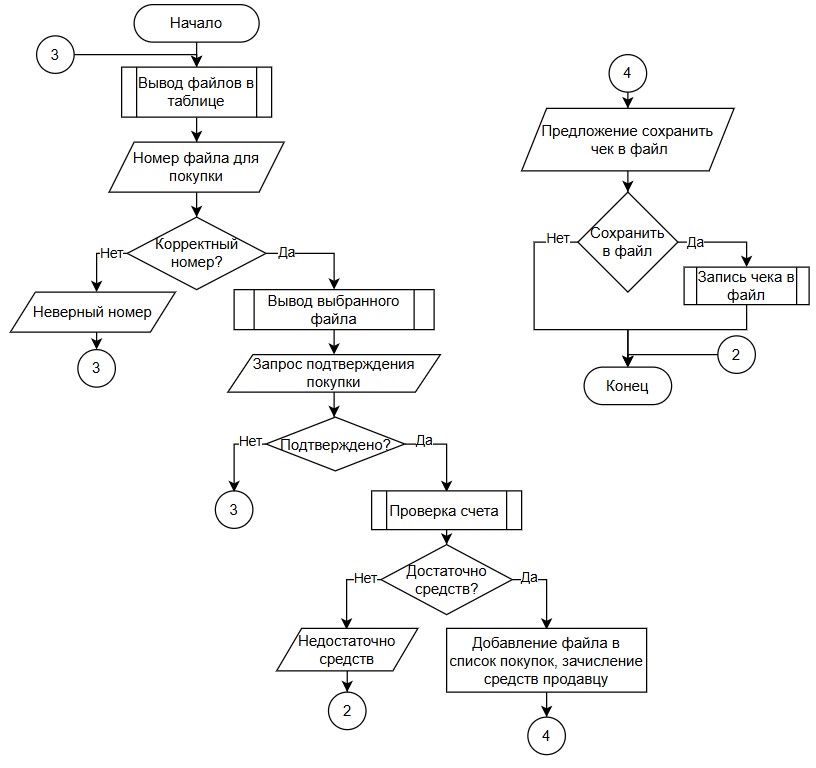 Начало
3
Вывод файлов в
таблице
Номер файла для
покупки
Корректный
номер?
Нет
Да
Неверный номер
3
Вывод выбранного
файла
Запрос подтверждения
покупки
Подтверждено?
Нет
Да
3
Проверка счета
Достаточно
средств?
Нет
Да
Недостаточно
средств
2
Добавление файла в
список покупок, зачисление
средств продавцу
4
4
Предложение сохранить
чек в файл
Сохранить
в файл
Нет
Да
Запись чека в
файл
2
Конец